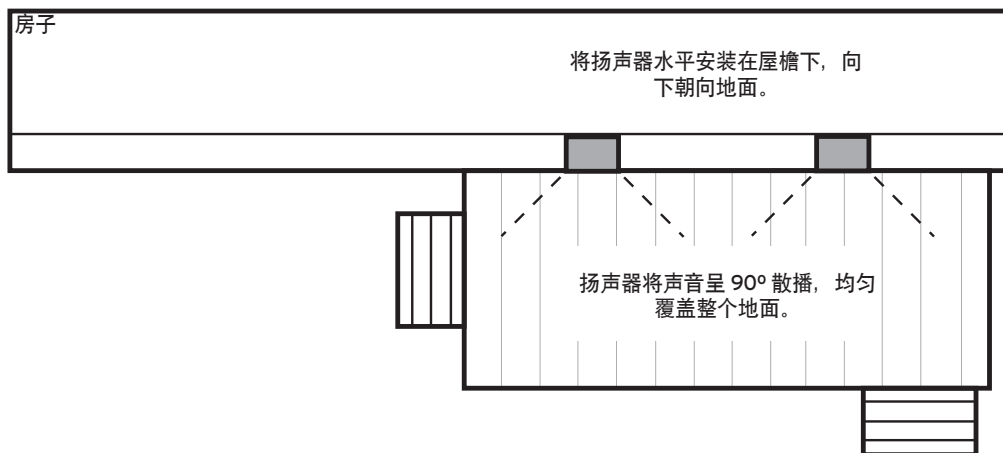 房子
将扬声器水平安装在屋檐下，向
下朝向地面。
扬声器将声音呈 90º 散播，均匀
覆盖整个地面。